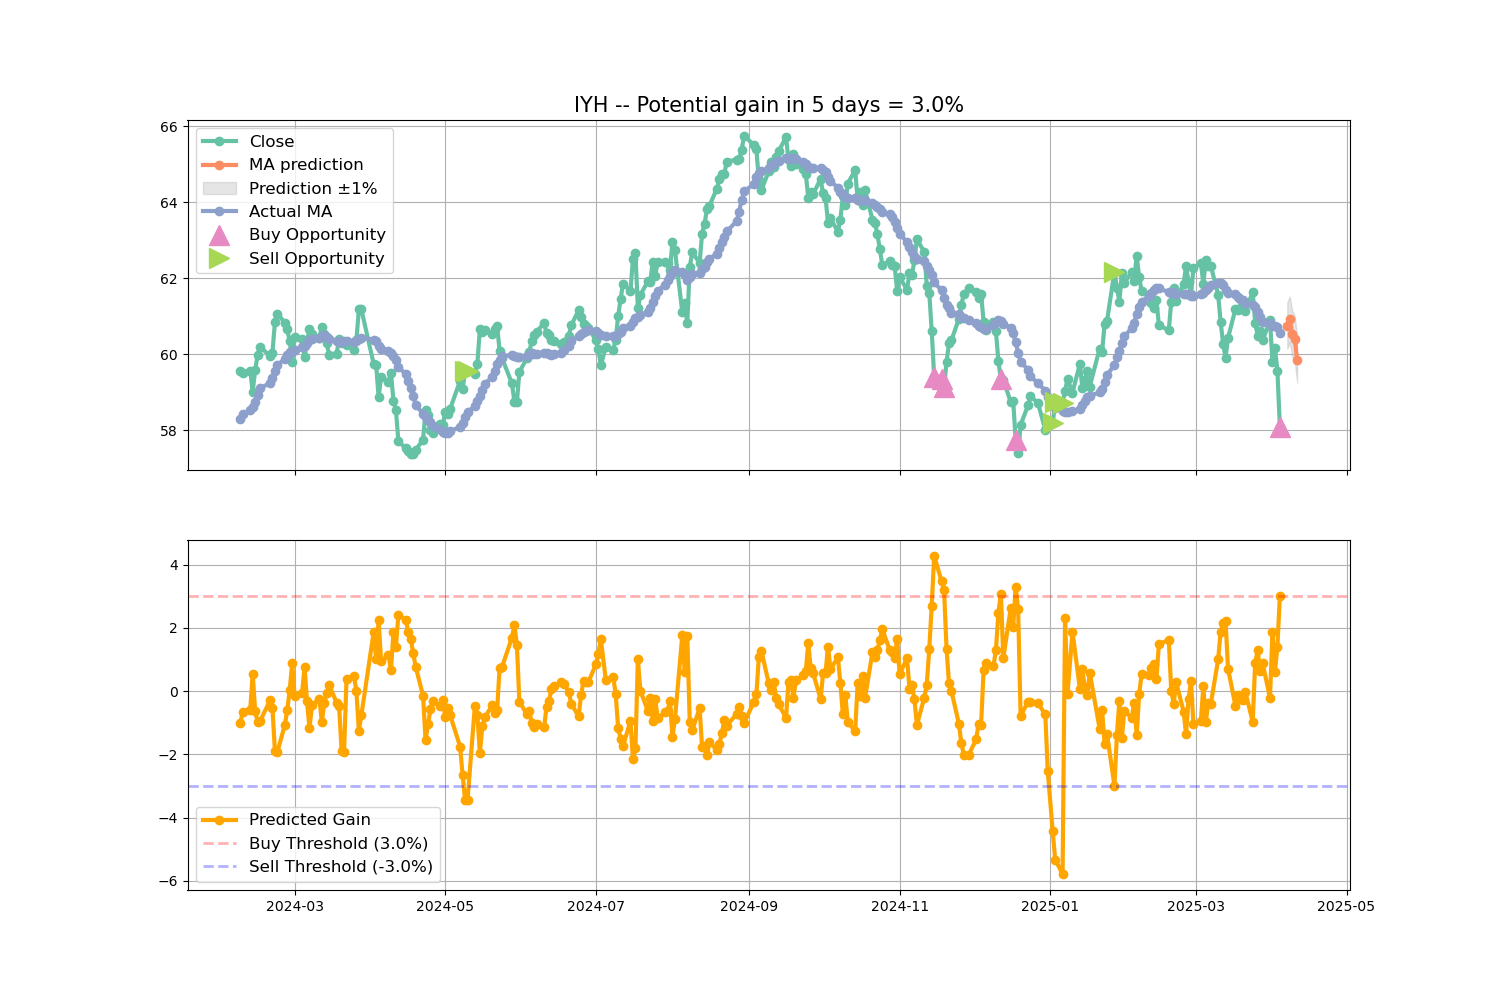 IYH -- Potential gain in 5 days = 3.0%
66
64
62
60
58
Close
MA prediction
Prediction ±1%
Actual MA
Buy Opportunity
Sell Opportunity
4
2
0
−2
−4
−6
Predicted Gain
Buy Threshold (3.0%)
Sell Threshold (-3.0%)
2024-03 2024-05 2024-07 2024-09 2024-11 2025-01 2025-03 2025-05